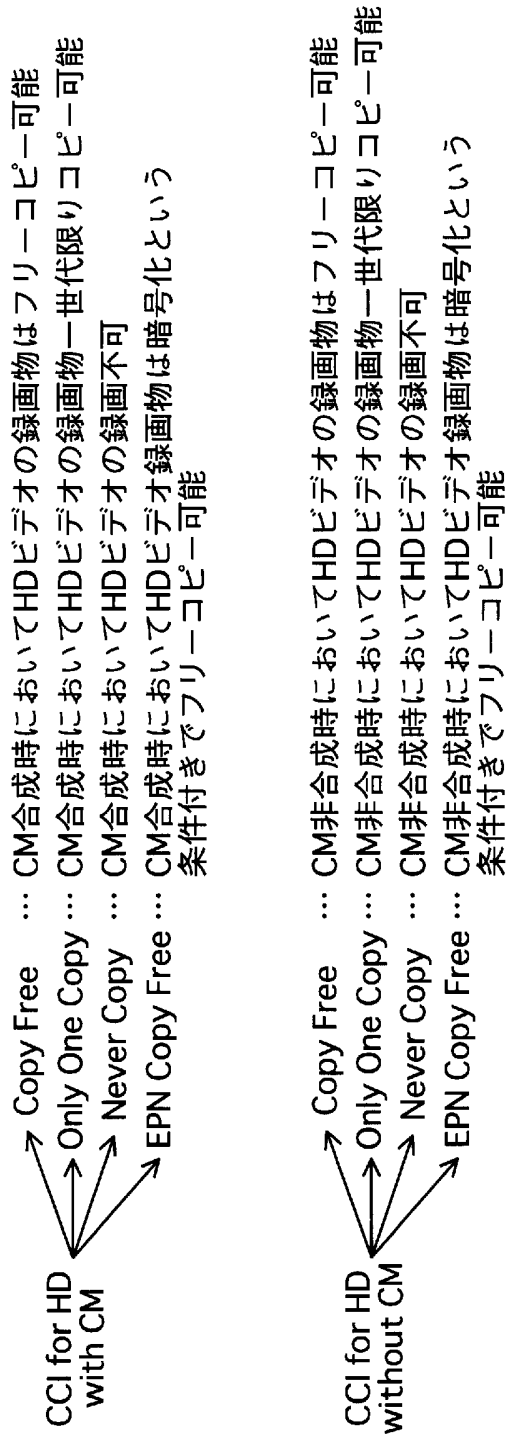 CCI for HD
with CM
Copy Free … CM合成時においてHDビデオの録画物はフリーコピー可能
Only One Copy … CM合成時においてHDビデオの録画物一世代限りコピー可能
Never Copy … CM合成時においてHDビデオの録画不可
EPN Copy Free … CM合成時においてHDビデオ録画物は暗号化という
条件付きでフリーコピー可能
CCI for HD
without CM
Copy Free … CM非合成時においてHDビデオの録画物はフリーコピー可能
Only One Copy … CM非合成時においてHDビデオの録画物一世代限りコピー可能
Never Copy … CM非合成時においてHDビデオの録画不可
EPN Copy Free … CM非合成時においてHDビデオ録画物は暗号化という
条件付きでフリーコピー可能